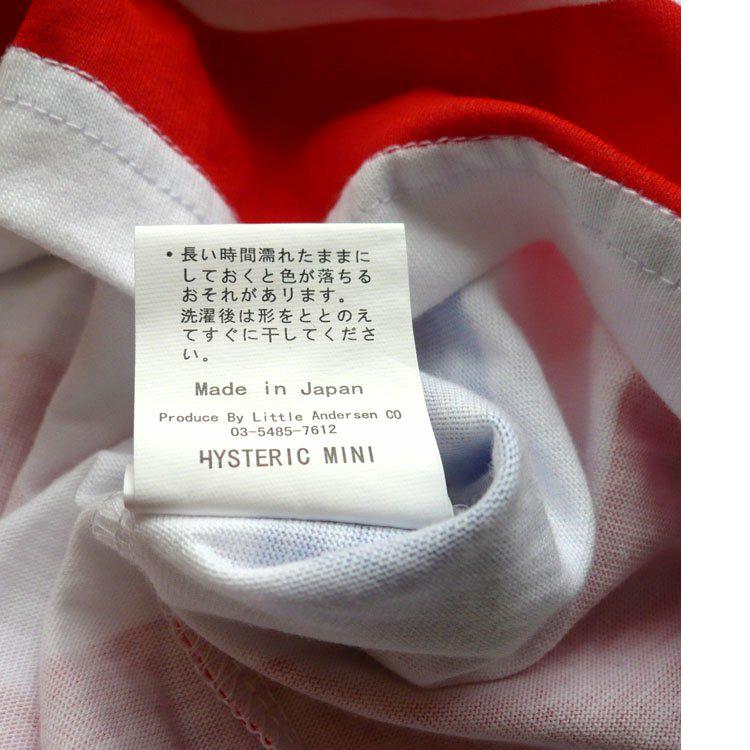 ・長い時間濡れたままに
しておくと色が落ちる
おそれがあります。
洗濯後は形をととのえ
てすぐに干してくださ
い。
Made in Japan
Produce By Little Andersen CO
03-5485-7612
HYSTERIC MINI